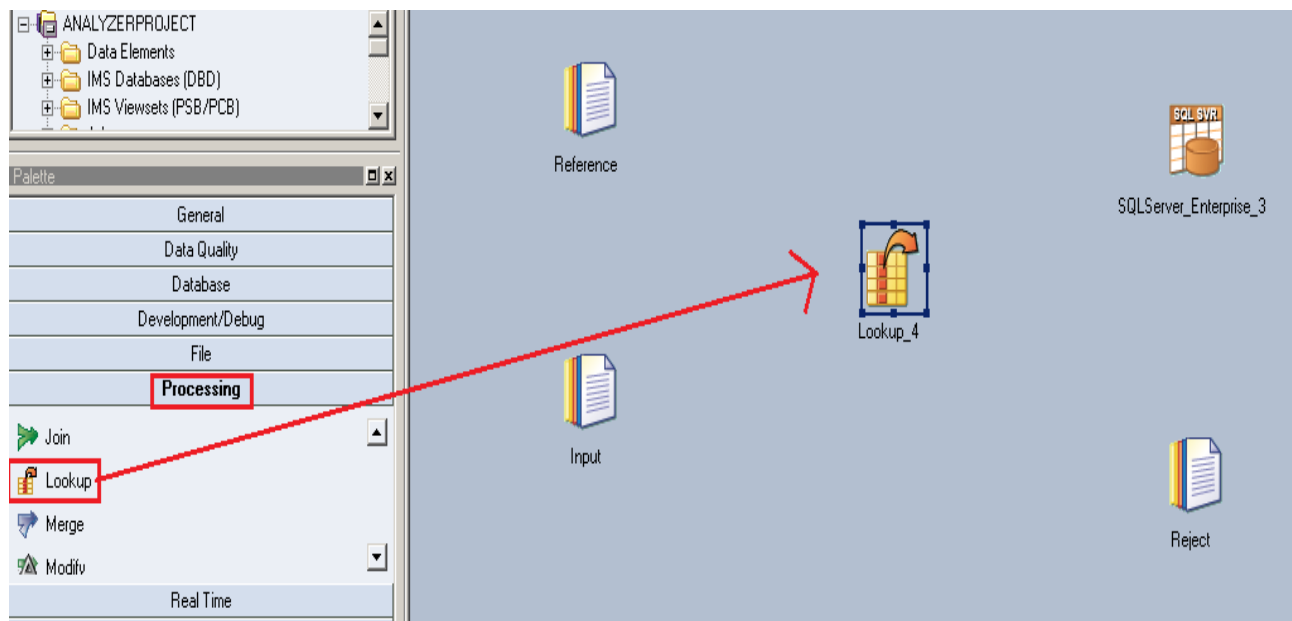 ANALYZERPROJECT
Data Elements
IMS Databases (DBD)
IMS Viewsets (PSB/PCB)
Palette
General
Data Quality
Database
Development/Debug
File
Processing
Join
Lookup
Merge
Modify
Real Time
Reference
SQL SVR
SQLServer_Enterprise_3
Lookup_4
Input
Reject